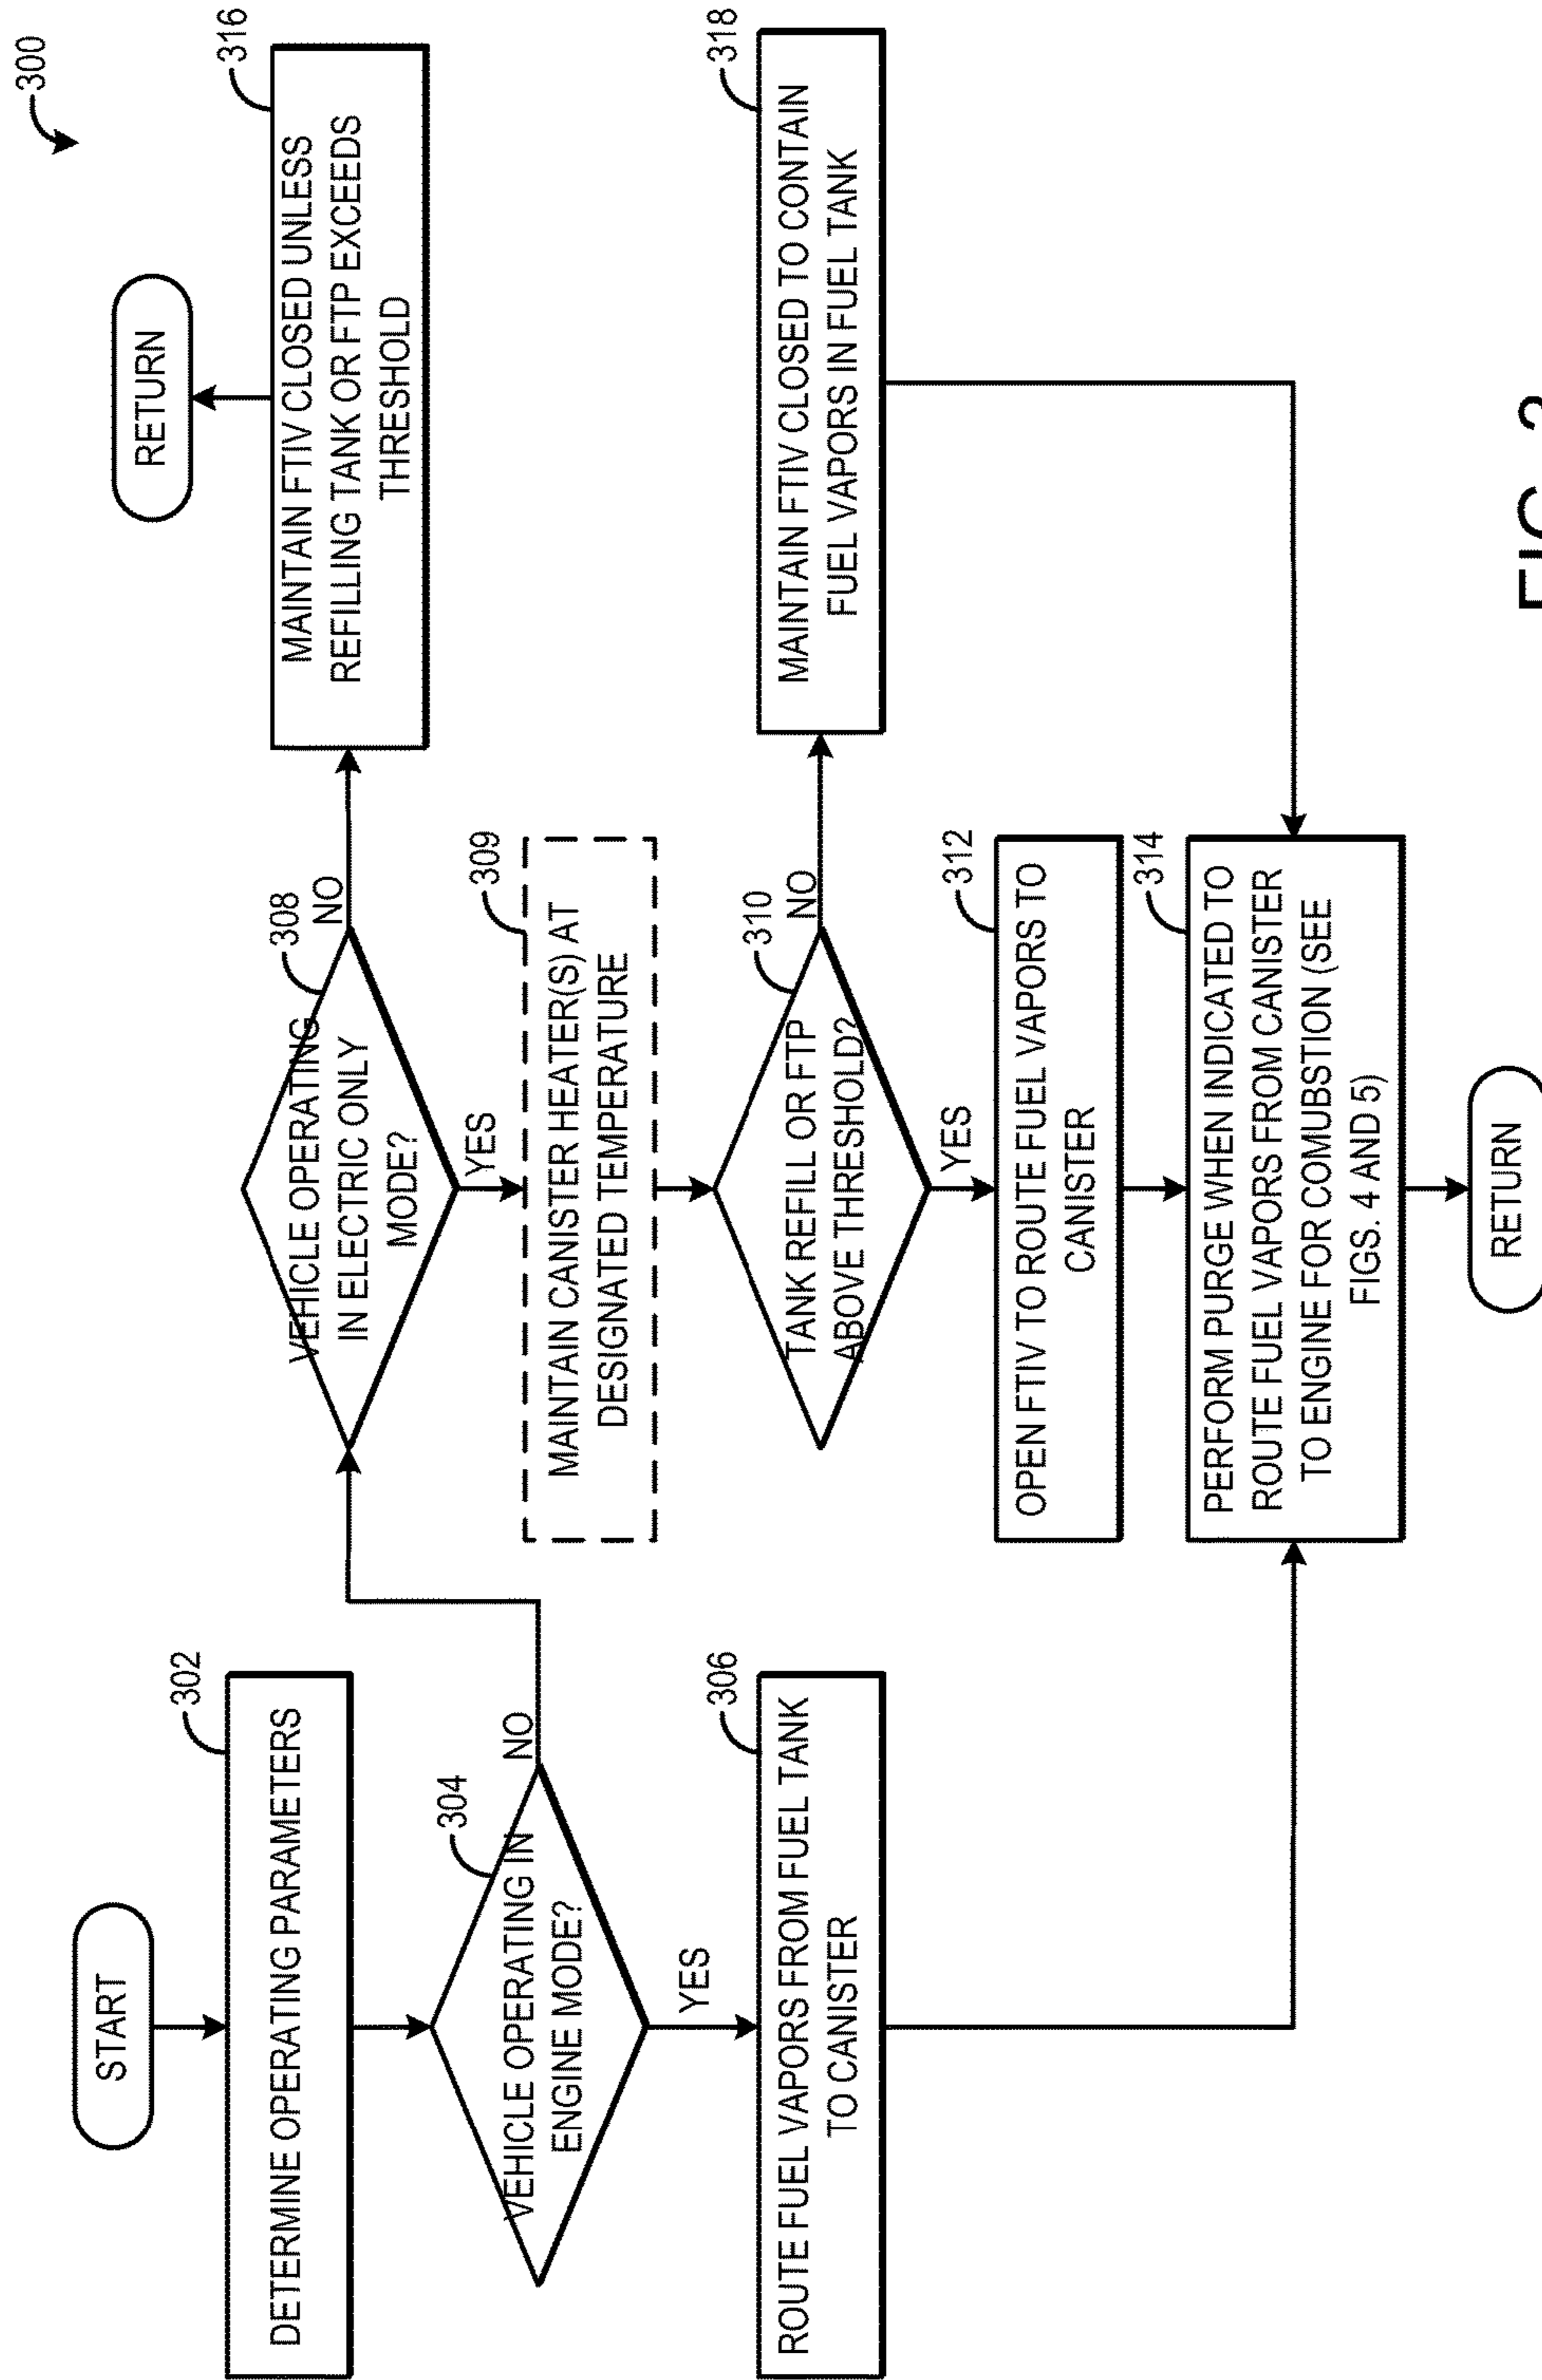 300
START
302
DETERMINE OPERATING PARAMETERS
304
VEHICLE OPERATING IN
ENGINE MODE?
NO
YES
306
ROUTE FUEL VAPORS FROM FUEL TANK
TO CANISTER
308
VEHICLE OPERATING
IN ELECTRIC ONLY
MODE?
NO
YES
309
MAINTAIN CANISTER HEATER(S) AT
DESIGNATED TEMPERATURE
310
TANK REFILL OR FTP
ABOVE THRESHOLD?
NO
YES
312
OPEN FTIV TO ROUTE FUEL VAPORS TO
CANISTER
314
PERFORM PURGE WHEN INDICATED TO
ROUTE FUEL VAPORS FROM CANISTER
TO ENGINE FOR COMUBSTION (SEE
FIGS. 4 AND 5)
RETURN
RETURN
316
MAINTAIN FTIV CLOSED UNLESS
REFILLING TANK OR FTP EXCEEDS
THRESHOLD
318
MAINTAIN FTIV CLOSED TO CONTAIN
FUEL VAPORS IN FUEL TANK